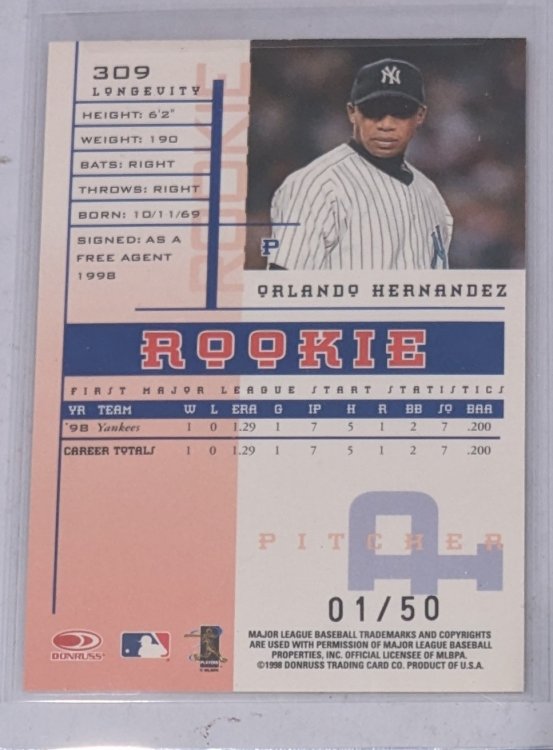 309
LONGEVITY
HEIGHT: 6'2"
WEIGHT: 190
BATS: RIGHT
THROWS: RIGHT
BORN: 10/11/69
SIGNED: AS A
FREE AGENT
1998
ROOKIE
NY
P
ORLANDO HERNANDEZ
ROOKIE
FIRST MAJOR LEAGUE START STATISTICS
YR TEAM W L ERA G IP H R BB SO BAA
'98 Yankees 1 0 1.29 1 7 5 1 2 7 .200
CAREER TOTALS 1 0 1.29 1 7 5 1 2 7 .200
PITCHER
01/50
DONRUSS
MAJOR LEAGUE BASEBALL TRADEMARKS AND COPYRIGHTS
ARE USED WITH PERMISSION OF MAJOR LEAGUE BASEBALL
PROPERTIES, INC. OFFICIAL LICENSEE OF MLBPA.
©1998 DONRUSS TRADING CARD CO. PRODUCT OF U.S.A.